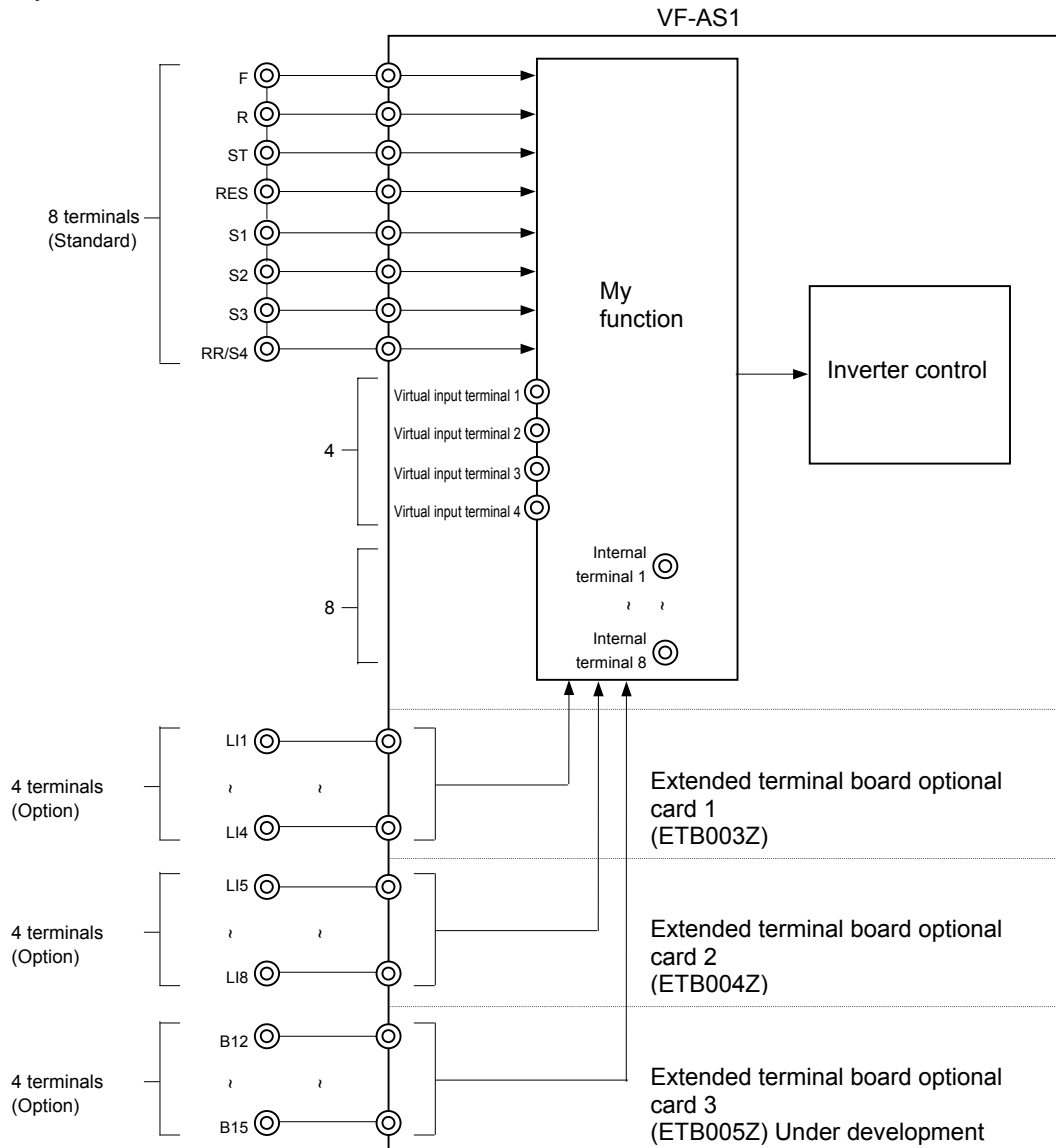 VF-AS1
F
R
ST
RES
S1
S2
S3
RR/S4
8 terminals
(Standard)
My
function
Inverter control
Virtual input terminal 1
Virtual input terminal 2
Virtual input terminal 3
Virtual input terminal 4
4
Internal
terminal 1
~ ~
Internal
terminal 8
8
LI1
~ ~
LI4
4 terminals
(Option)
Extended terminal board optional
card 1
(ETB003Z)
LI5
~ ~
LI8
4 terminals
(Option)
Extended terminal board optional
card 2
(ETB004Z)
B12
~ ~
B15
4 terminals
(Option)
Extended terminal board optional
card 3
(ETB005Z) Under development